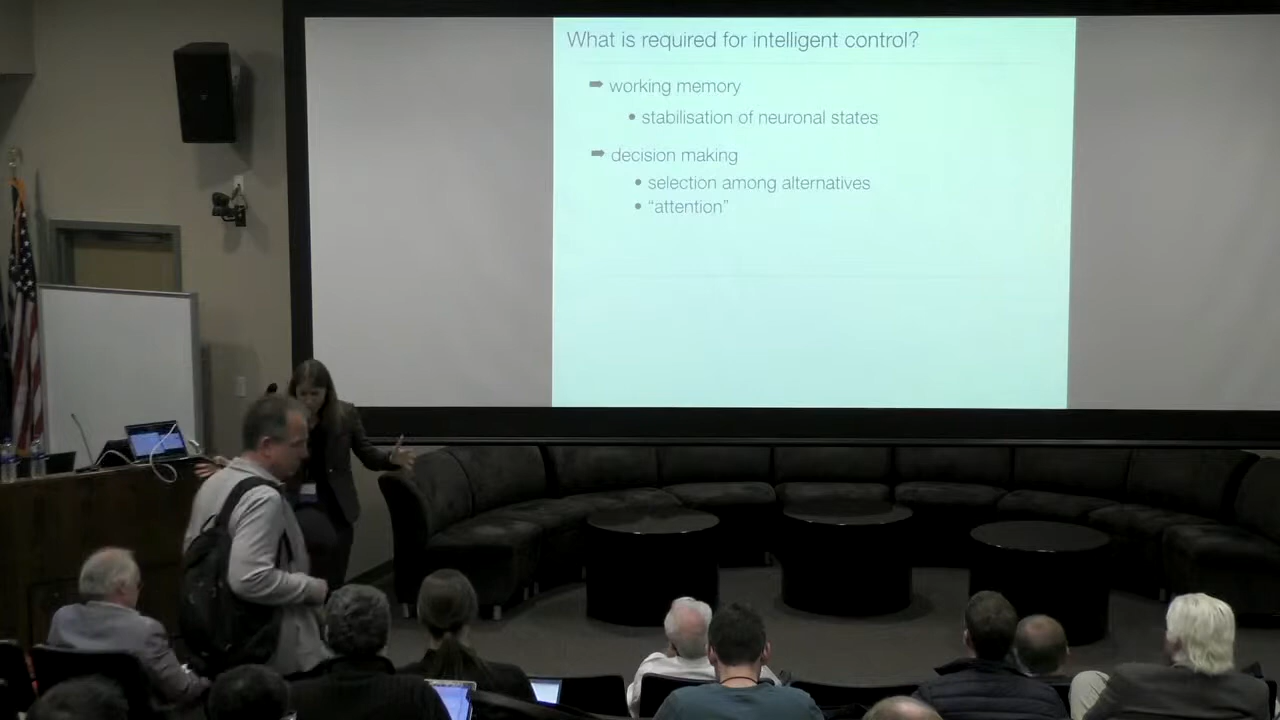 What is required for intelligent control?
➡ working memory
• stabilisation of neuronal states
➡ decision making
• selection among alternatives
• “attention”